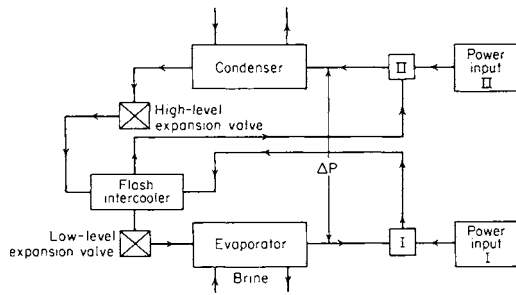 Condenser
II
Power
input
II
High-level
expansion valve
ΔP
Flash
intercooler
Low-level
expansion valve
Evaporator
I
Power
input
I
Brine